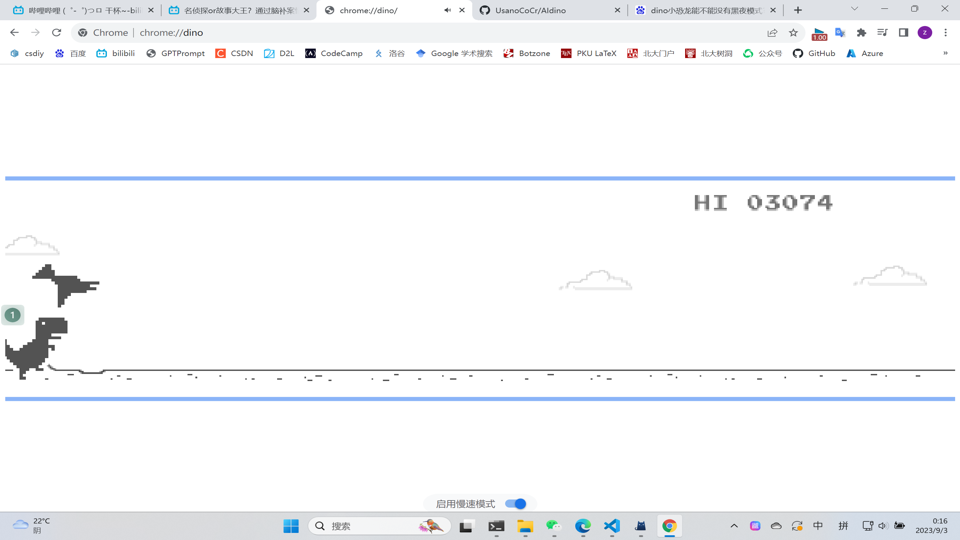 哔哩哔哩 (゜-゜)つロ 干杯~-bili
名侦探or故事大王？通过脑补案
chrome://dino/
UsanoCoCr/AIdino
dino小恐龙能不能没有黑夜模式
Chrome | chrome://dino
1.00
z
csdiy
百度
bilibili
GPTPrompt
CSDN
D2L
CodeCamp
洛谷
Google 学术搜索
Botzone
PKU LaTeX
北大门户
北大树洞
公众号
GitHub
Azure
»
HI 03074
1
启用慢速模式
22°C
阴
搜索
中
拼
0:16
2023/9/3